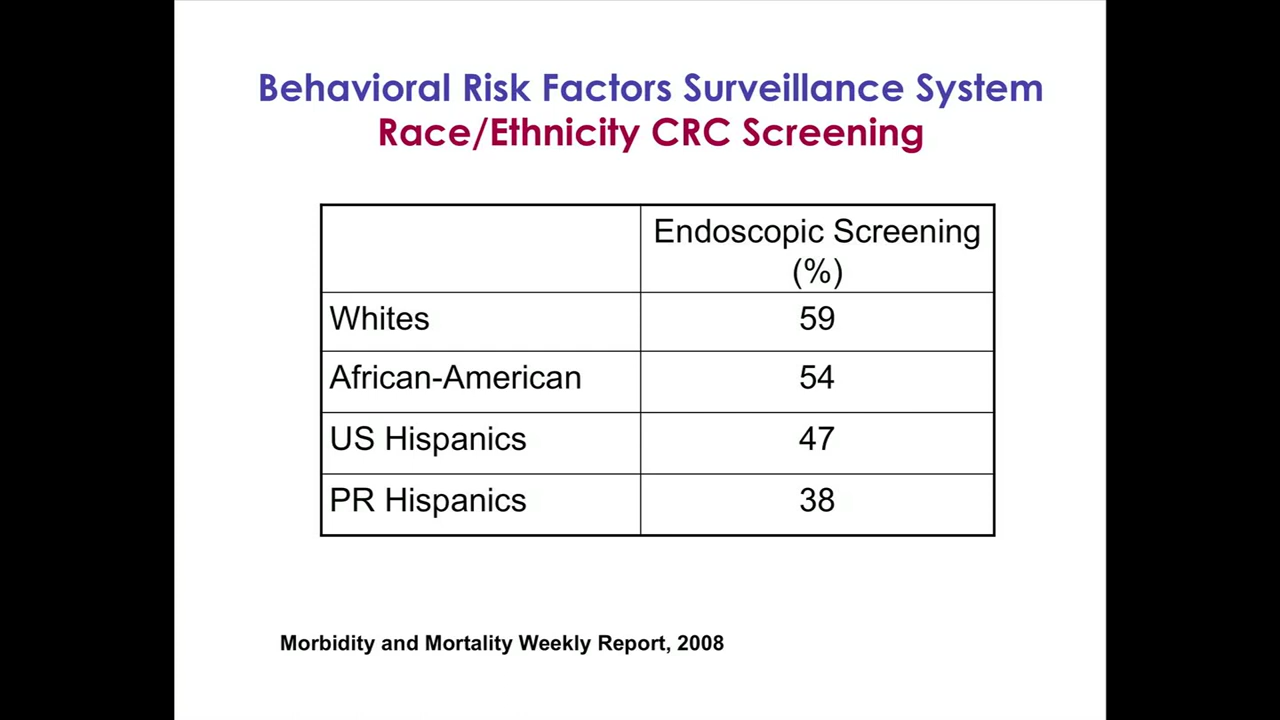 Behavioral Risk Factors Surveillance System
Race/Ethnicity CRC Screening
Endoscopic Screening
(%)
Whites 59
African-American 54
US Hispanics 47
PR Hispanics 38
Morbidity and Mortality Weekly Report, 2008